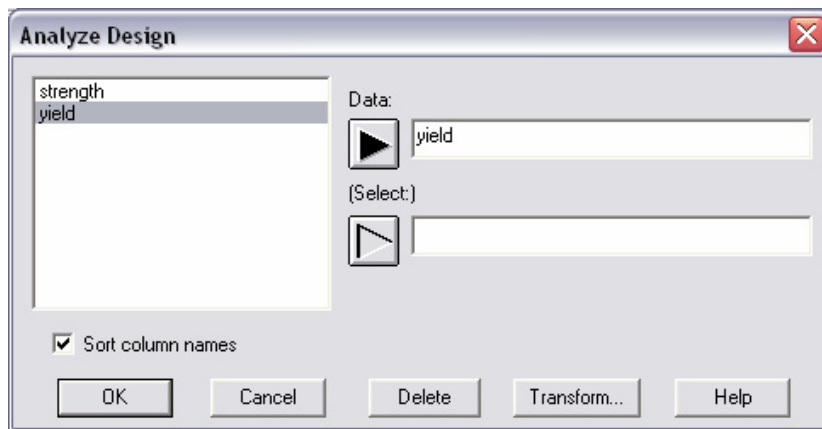 Analyze Design
strength
yield
Data:
yield
(Select:)
Sort column names
OK Cancel Delete Transform... Help